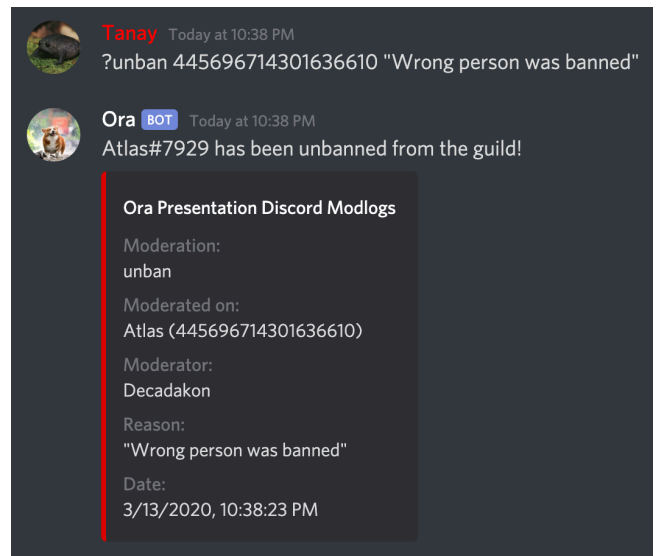 Tanay Today at 10:38 PM
?unban 445696714301636610 "Wrong person was banned"
Ora BOT Today at 10:38 PM
Atlas#7929 has been unbanned from the guild!
Ora Presentation Discord Modlogs
Moderation:
unban
Moderated on:
Atlas (445696714301636610)
Moderator:
Decadakon
Reason:
"Wrong person was banned"
Date:
3/13/2020, 10:38:23 PM